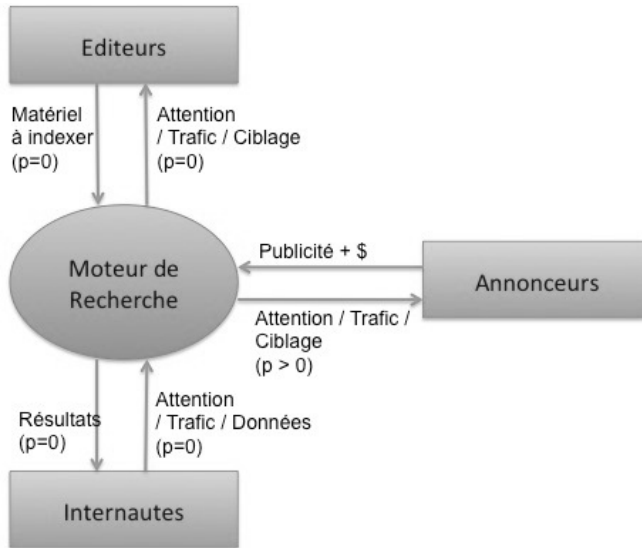 Editeurs
Matériel
à indexer
(p=0)
Attention
/ Trafic / Ciblage
(p=0)
Moteur de
Recherche
Publicité + $
Annonceurs
Attention / Trafic /
Ciblage
(p > 0)
Résultats
(p=0)
Attention
/ Trafic / Données
(p=0)
Internautes